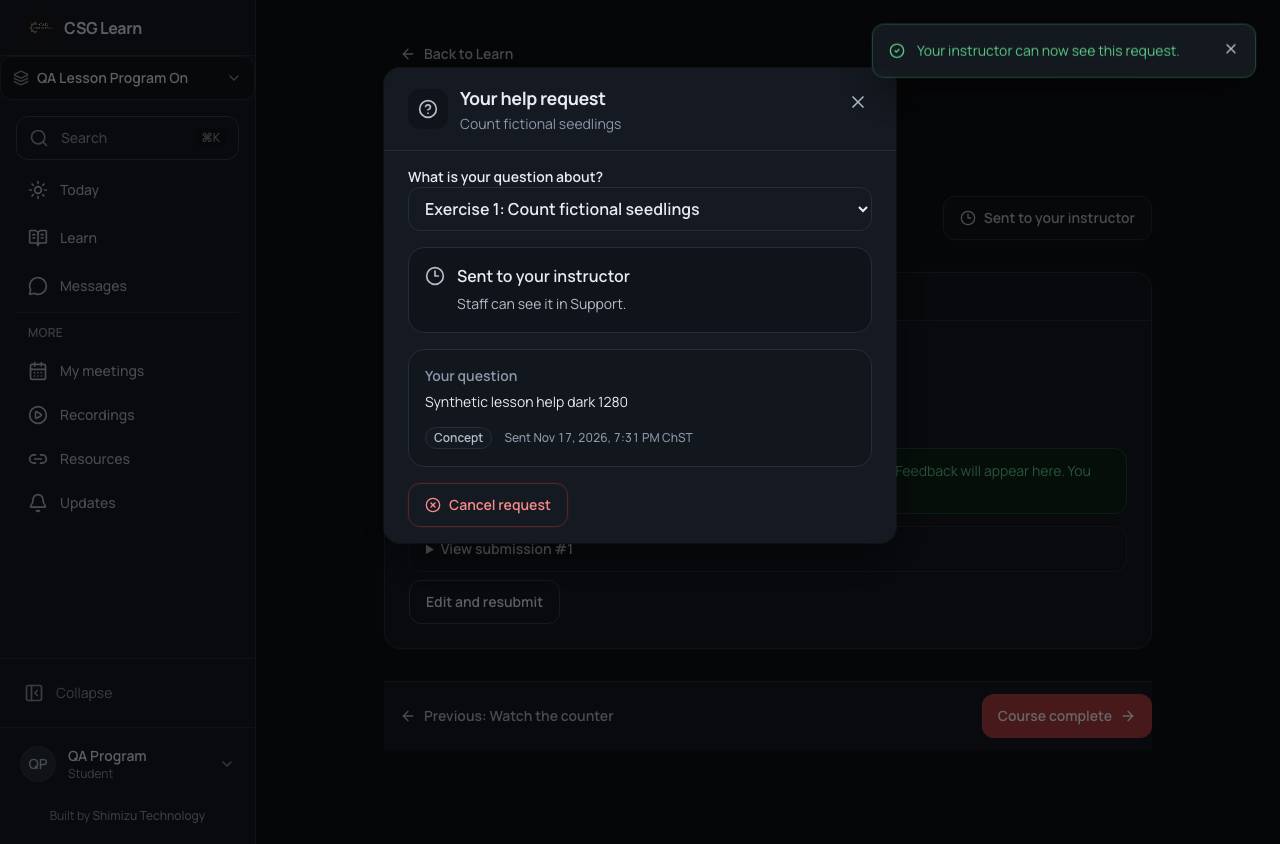 CSG Learn
QA Lesson Program On
Search
⌘K
Today
Learn
Messages
MORE
My meetings
Recordings
Resources
Updates
Collapse
QP
QA Program
Student
Built by Shimizu Technology
Back to Learn
Your instructor can now see this request.
Your help request
Count fictional seedlings
What is your question about?
Exercise 1: Count fictional seedlings
Sent to your instructor
Staff can see it in Support.
Your question
Synthetic lesson help dark 1280
Concept
Sent Nov 17, 2026, 7:31 PM ChST
Cancel request
Sent to your instructor
Feedback will appear here. You
View submission #1
Edit and resubmit
Previous: Watch the counter
Course complete